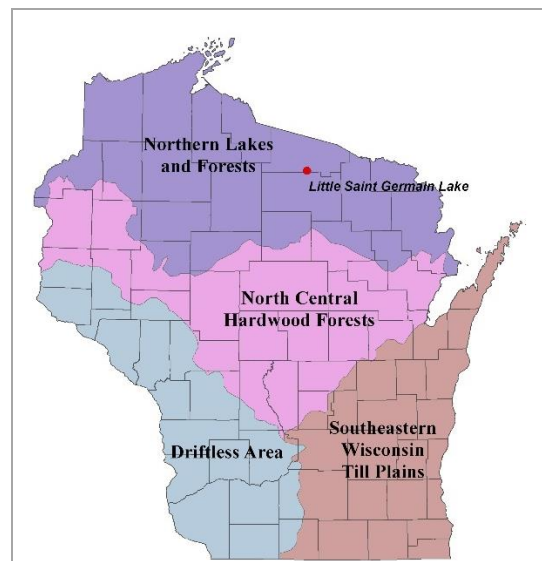 Northern Lakes
and Forests
Little Saint Germain Lake
North Central
Hardwood Forests
Southeastern
Wisconsin
Till Plains
Driftless Area